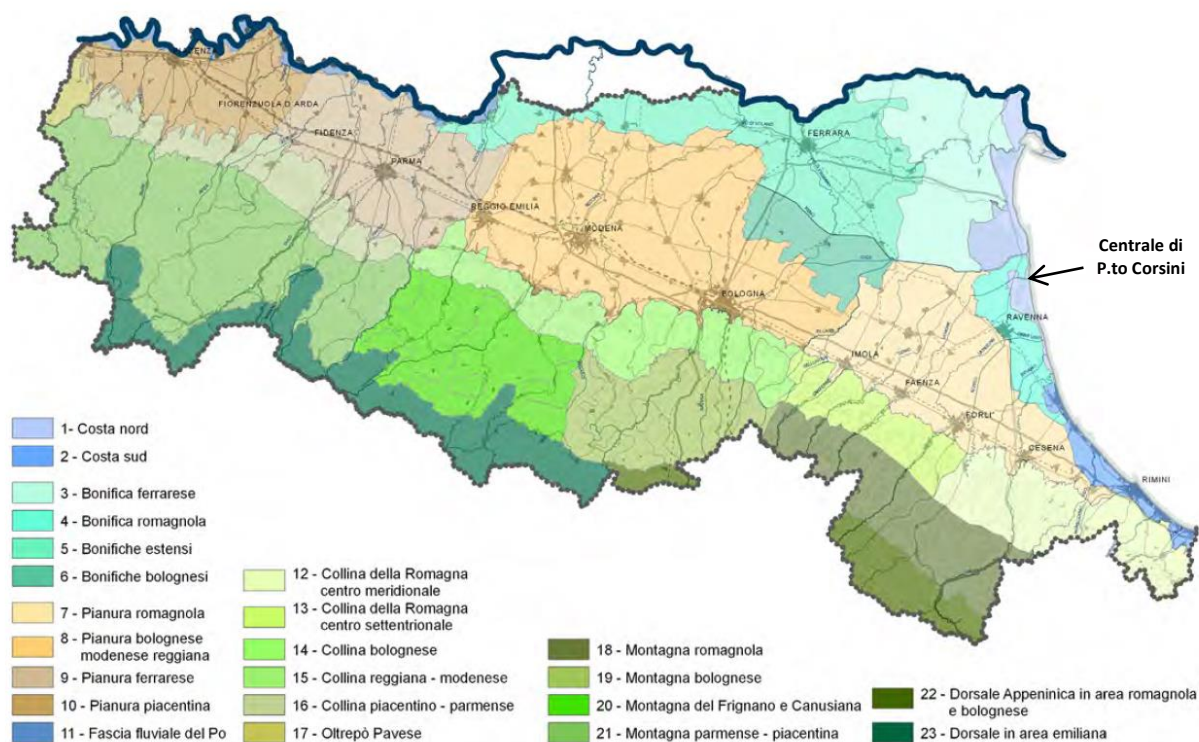 PIACENZA
FIORENZUOLA D'ARDA
FIDENZA
PARMA
REGGIO EMILIA
MODENA
BOLOGNA
FERRARA
Centrale di
P.to Corsini
RAVENNA
IMOLA
FAENZA
FORLI'
CESENA
RIMINI
1- Costa nord
2 - Costa sud
3 - Bonifica ferrarese
4 - Bonifica romagnola
5 - Bonifiche estensi
6 - Bonifiche bolognesi
7 - Pianura romagnola
8 - Pianura bolognese
modenese reggiana
9 - Pianura ferrarese
10 - Pianura piacentina
11 - Fascia fluviale del Po
12 - Collina della Romagna
centro meridionale
13 - Collina della Romagna
centro settentrionale
14 - Collina bolognese
15 - Collina reggiana - modenese
16 - Collina piacentino - parmense
17 - Oltrepò Pavese
18 - Montagna romagnola
19 - Montagna bolognese
20 - Montagna del Frignano e Canusiana
21 - Montagna parmense - piacentina
22 - Dorsale Appeninica in area romagnola
e bolognese
23 - Dorsale in area emiliana